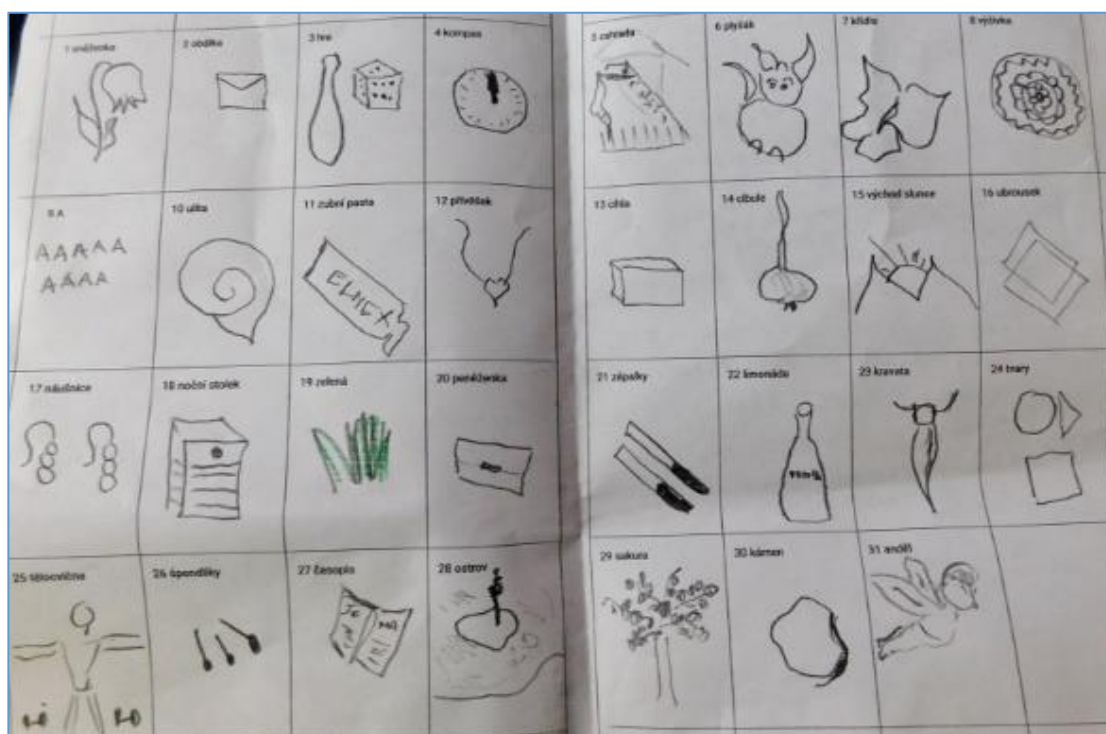 1 sněženka
2 obálka
3 hra
4 kompas
5 zahrada
6 plyšák
7 křídla
8 výšivka
9 A
AAAAA
AAAA
10 ulita
11 zubní pasta
ELMEX
12 přívěšek
13 cihla
14 cibule
15 východ slunce
16 ubrousek
17 náušnice
18 noční stolek
19 zelená
20 peněženka
21 zápalky
22 limonáda
23 kravata
24 tvary
25 tělocvična
26 špendlíky
27 časopis
28 ostrov
29 sakura
30 kámen
31 anděl